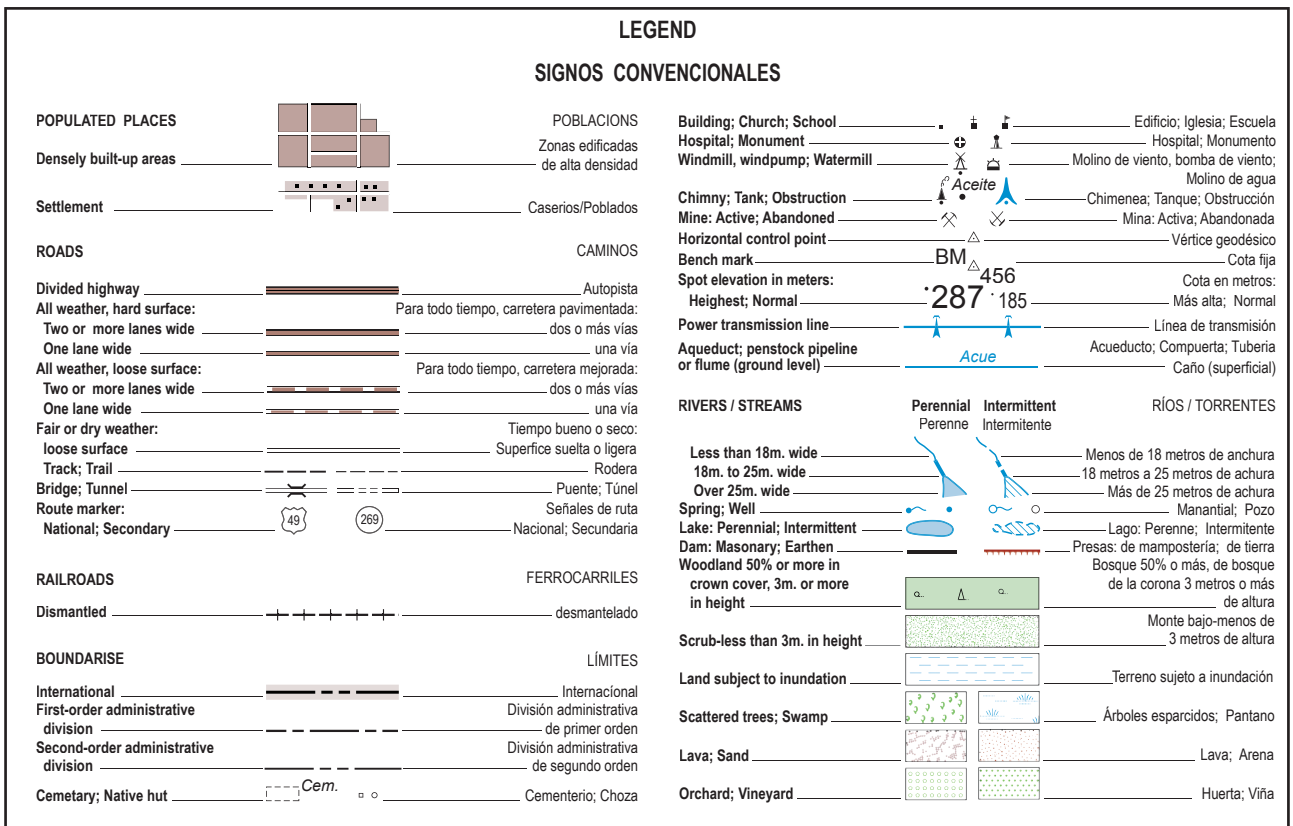 LEGEND
SIGNOS CONVENCIONALES
POPULATED PLACES POBLACIONS
Densely built-up areas Zonas edificadas
de alta densidad
Settlement Caserios/Poblados
ROADS CAMINOS
Divided highway Autopista
All weather, hard surface: Para todo tiempo, carretera pavimentada:
Two or more lanes wide dos o más vías
One lane wide una vía
All weather, loose surface: Para todo tiempo, carretera mejorada:
Two or more lanes wide dos o más vías
One lane wide una vía
Fair or dry weather: Tiempo bueno o seco:
loose surface Superfice suelta o ligera
Track; Trail Rodera
Bridge; Tunnel Puente; Túnel
Route marker: Señales de ruta
National; Secondary 49 269 Nacional; Secundaria
RAILROADS FERROCARRILES
Dismantled desmantelado
BOUNDARISE LÍMITES
International Internacíonal
First-order administrative División administrativa
division de primer orden
Second-order administrative División administrativa
division de segundo orden
Cemetary; Native hut Cem. Cementerio; Choza
Building; Church; School Edificio; Iglesia; Escuela
Hospital; Monument Hospital; Monumento
Windmill, windpump; Watermill Molino de viento, bomba de viento;
Molino de agua
Chimny; Tank; Obstruction Aceite Chimenea; Tanque; Obstrucción
Mine: Active; Abandoned Mina: Activa; Abandonada
Horizontal control point Vértice geodésico
Bench mark BM Cota fija
456
Spot elevation in meters: Cota en metros:
Heighest; Normal 287 185 Más alta; Normal
Power transmission line Línea de transmisión
Aqueduct; penstock pipeline Acueducto; Compuerta; Tuberia
or flume (ground level) Acue Caño (superficial)
RIVERS / STREAMS Perennial Intermittent RÍOS / TORRENTES
Perenne Intermitente
Less than 18m. wide Menos de 18 metros de anchura
18m. to 25m. wide 18 metros a 25 metros de achura
Over 25m. wide Más de 25 metros de achura
Spring; Well Manantial; Pozo
Lake: Perennial; Intermittent Lago: Perenne; Intermitente
Dam: Masonary; Earthen Presas: de mampostería; de tierra
Woodland 50% or more in Bosque 50% o más, de bosque
crown cover, 3m. or more de la corona 3 metros o más
in height de altura
Scrub-less than 3m. in height Monte bajo-menos de
3 metros de altura
Land subject to inundation Terreno sujeto a inundación
Scattered trees; Swamp Árboles esparcidos; Pantano
Lava; Sand Lava; Arena
Orchard; Vineyard Huerta; Viña